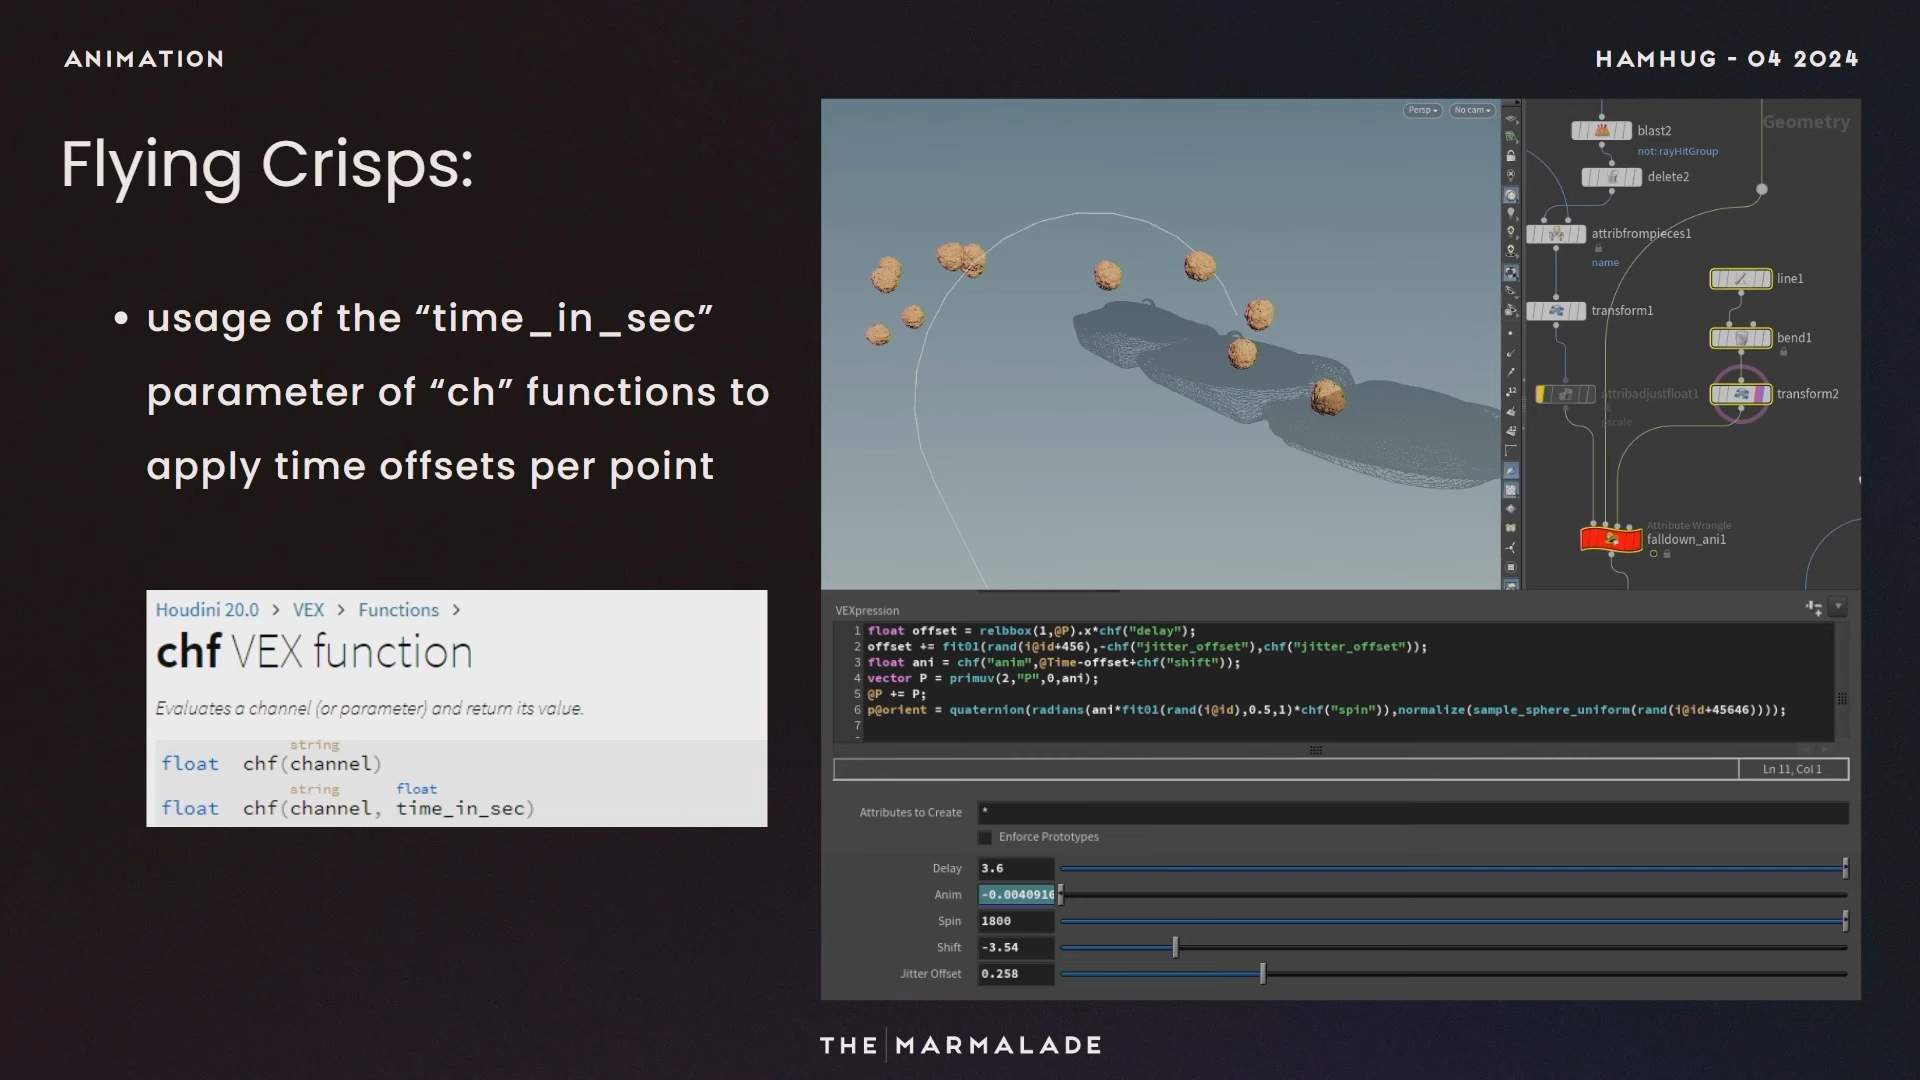 ANIMATION
HAMHUG - 04 2024
Flying Crisps:
• usage of the “time_in_sec”
parameter of “ch” functions to
apply time offsets per point
Houdini 20.0 > VEX > Functions >
chf VEX function
Evaluates a channel (or parameter) and return its value.
string
float chf(channel)
string float
float chf(channel, time_in_sec)
Persp
No cam
Geometry
blast2
not: rayHitGroup
delete2
attribfrompieces1
name
line1
transform1
bend1
attribadjustfloat1
pscale
transform2
Attribute Wrangle
falldown_ani1
VEXpression
1 float offset = relbbox(1,@P).x*chf("delay");
2 offset += fit01(rand(i@id+456),-chf("jitter_offset"),chf("jitter_offset"));
3 float ani = chf("anim",@Time-offset+chf("shift"));
4 vector P = primuv(2,"P",0,ani);
5 @P += P;
6 p@orient = quaternion(radians(ani*fit01(rand(i@id),0.5,1)*chf("spin")),normalize(sample_sphere_uniform(rand(i@id+45646))));
7
Ln 11, Col 1
Attributes to Create *
Enforce Prototypes
Delay 3.6
Anim -0.0040916
Spin 1800
Shift -3.54
Jitter Offset 0.258
THE MARMALADE